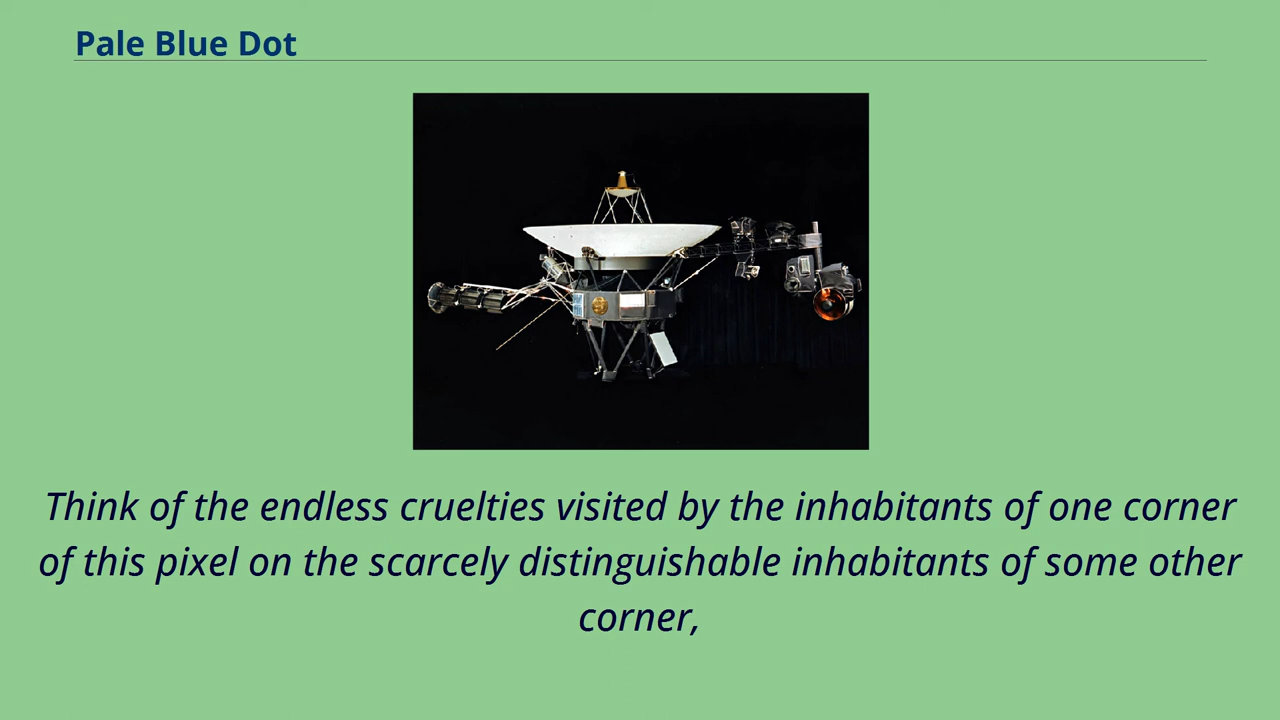 Pale Blue Dot
Think of the endless cruelties visited by the inhabitants of one corner
of this pixel on the scarcely distinguishable inhabitants of some other
corner,